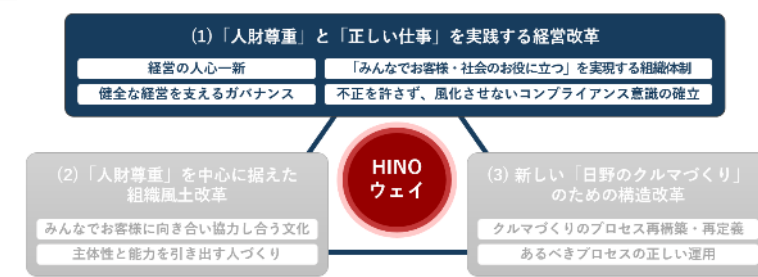 (1)「人財尊重」と「正しい仕事」を実践する経営改革
経営の人心一新
「みんなでお客様・社会のお役に立つ」を実現する組織体制
健全な経営を支えるガバナンス
不正を許さず、風化させないコンプライアンス意識の確立
HINO
ウェイ
(2)「人財尊重」を中心に据えた
組織風土改革
みんなでお客様に向き合い協力し合う文化
主体性と能力を引き出す人づくり
(3) 新しい「日野のクルマづくり」
のための構造改革
クルマづくりのプロセス再構築・再定義
あるべきプロセスの正しい運用